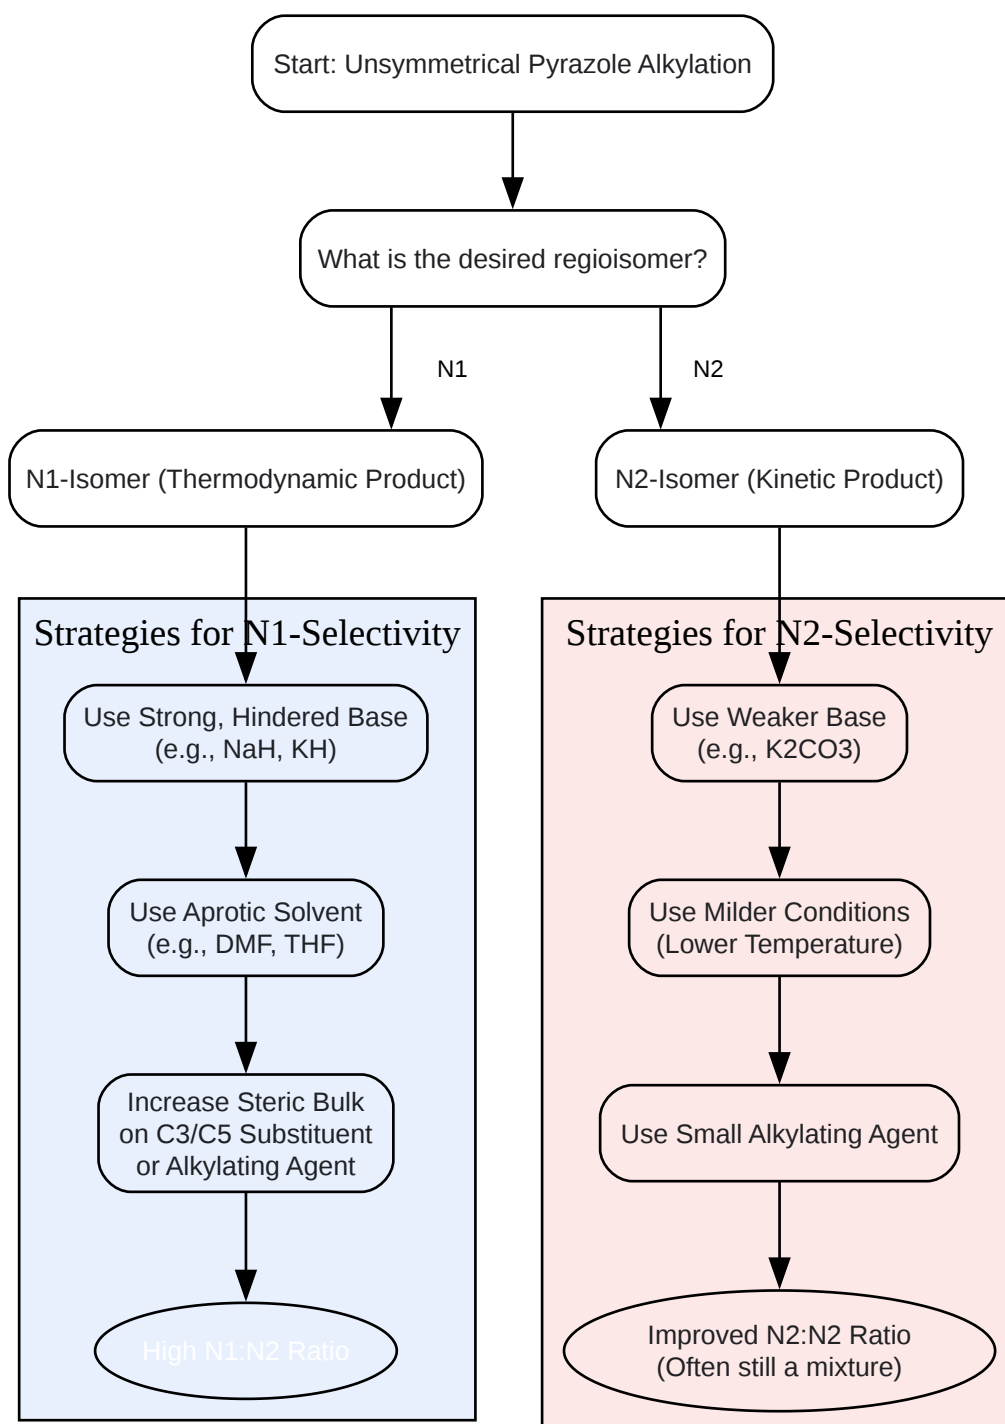 Start: Unsymmetrical Pyrazole Alkylation
What is the desired regioisomer?
N1
N2
N1-Isomer (Thermodynamic Product)
N2-Isomer (Kinetic Product)
Strategies for N1-Selectivity
Use Strong, Hindered Base
(e.g., NaH, KH)
Use Aprotic Solvent
(e.g., DMF, THF)
Increase Steric Bulk
on C3/C5 Substituent
or Alkylating Agent
High N1:N2 Ratio
Strategies for N2-Selectivity
Use Weaker Base
(e.g., K2CO3)
Use Milder Conditions
(Lower Temperature)
Use Small Alkylating Agent
Improved N2:N2 Ratio
(Often still a mixture)